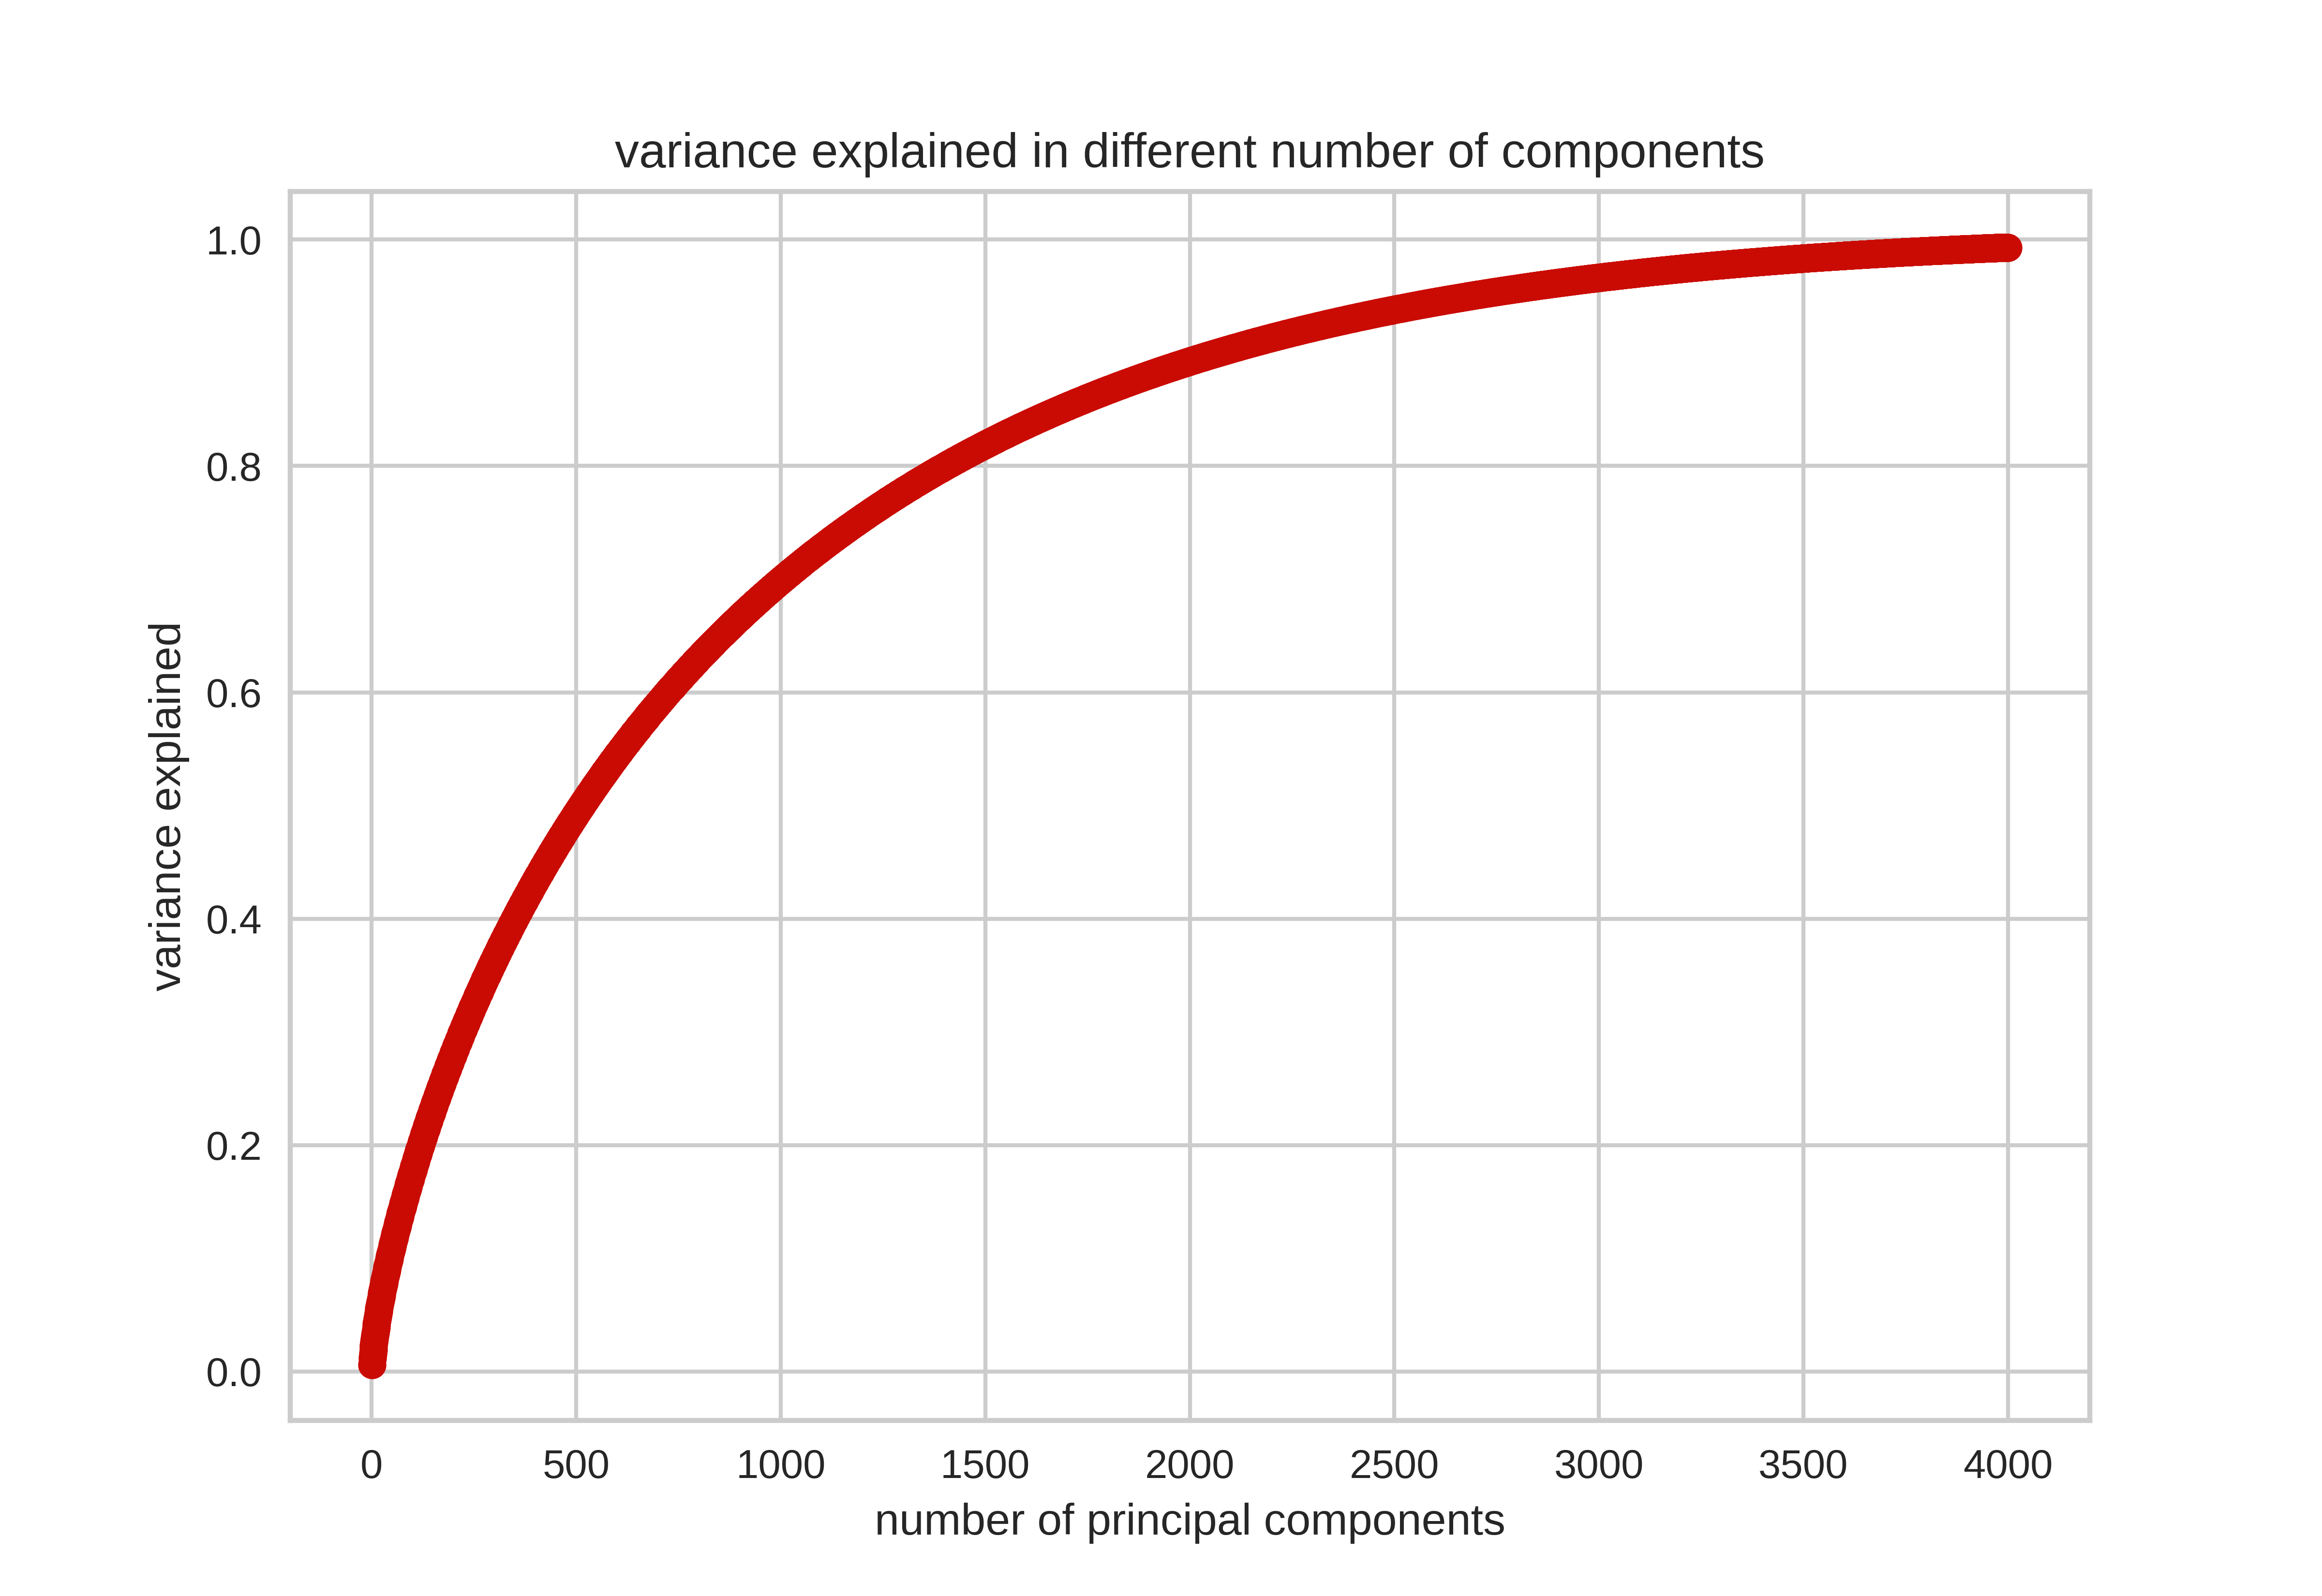 variance explained in different number of components
variance explained
1.0
0.8
0.6
0.4
0.2
0.0
0 500 1000 1500 2000 2500 3000 3500 4000
number of principal components